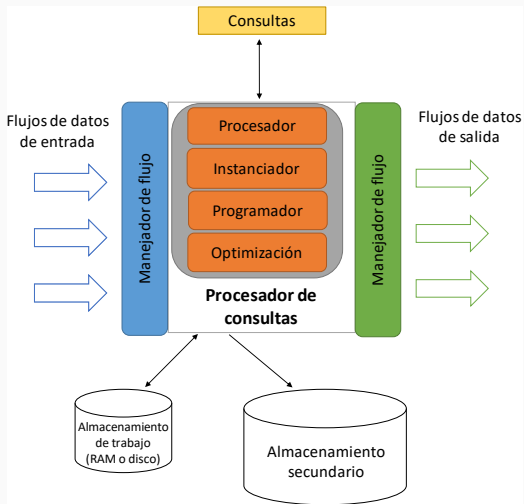 Consultas
Flujos de datos
de entrada
Manejador de flujo
Procesador
Instanciador
Programador
Optimización
Procesador de
consultas
Manejador de flujo
Flujos de datos
de salida
Almacenamiento
de trabajo
(RAM o disco)
Almacenamiento
secundario